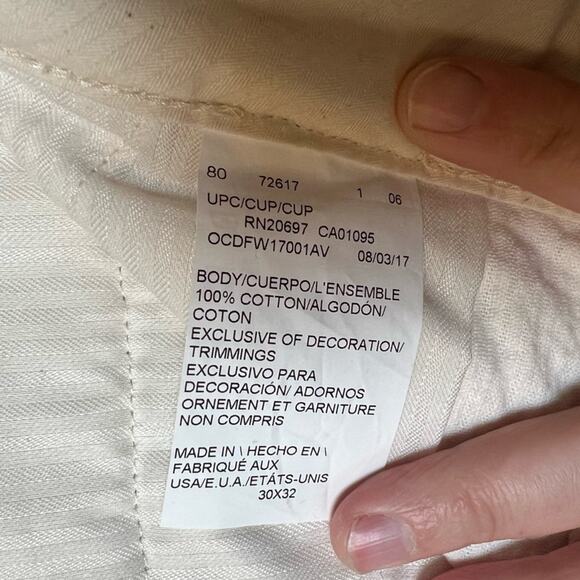 80 72617 1 06
UPC/CUP/CUP
RN20697 CA01095
OCDFW17001AV 08/03/17
BODY/CUERPO/L'ENSEMBLE
100% COTTON/ALGODÓN/
COTON
EXCLUSIVE OF DECORATION/
TRIMMINGS
EXCLUSIVO PARA
DECORACIÓN/ ADORNOS
ORNEMENT ET GARNITURE
NON COMPRIS
MADE IN \ HECHO EN \
FABRIQUÉ AUX
USA/E.U.A./ETÁTS-UNIS
30X32